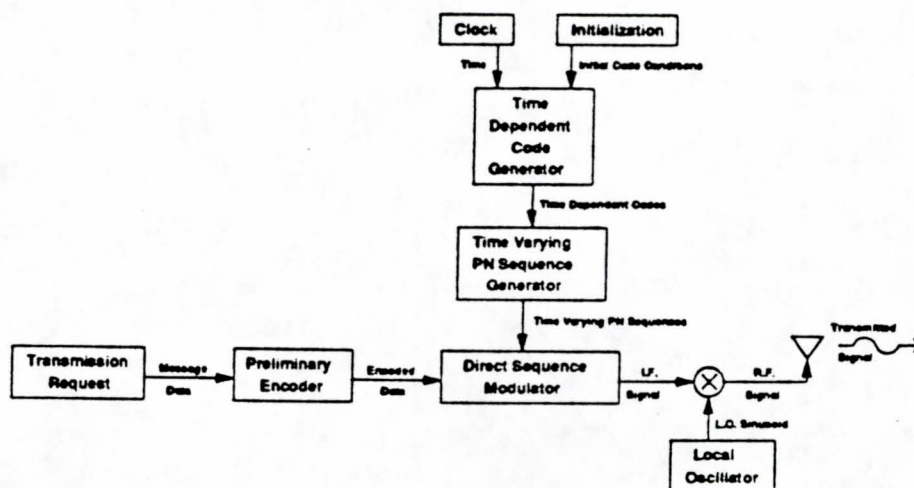 Clock
Initialization
Time
Initial Code Conditions
Time
Dependent
Code
Generator
Time Dependent Codes
Time Varying
PN Sequence
Generator
Time Varying PN Sequences
Transmission
Request
Message
Data
Preliminary
Encoder
Encoded
Data
Direct Sequence
Modulator
I.F.
Signal
R.F.
Signal
Transmitted
Signal
L.O. Sinusoid
Local
Oscillator